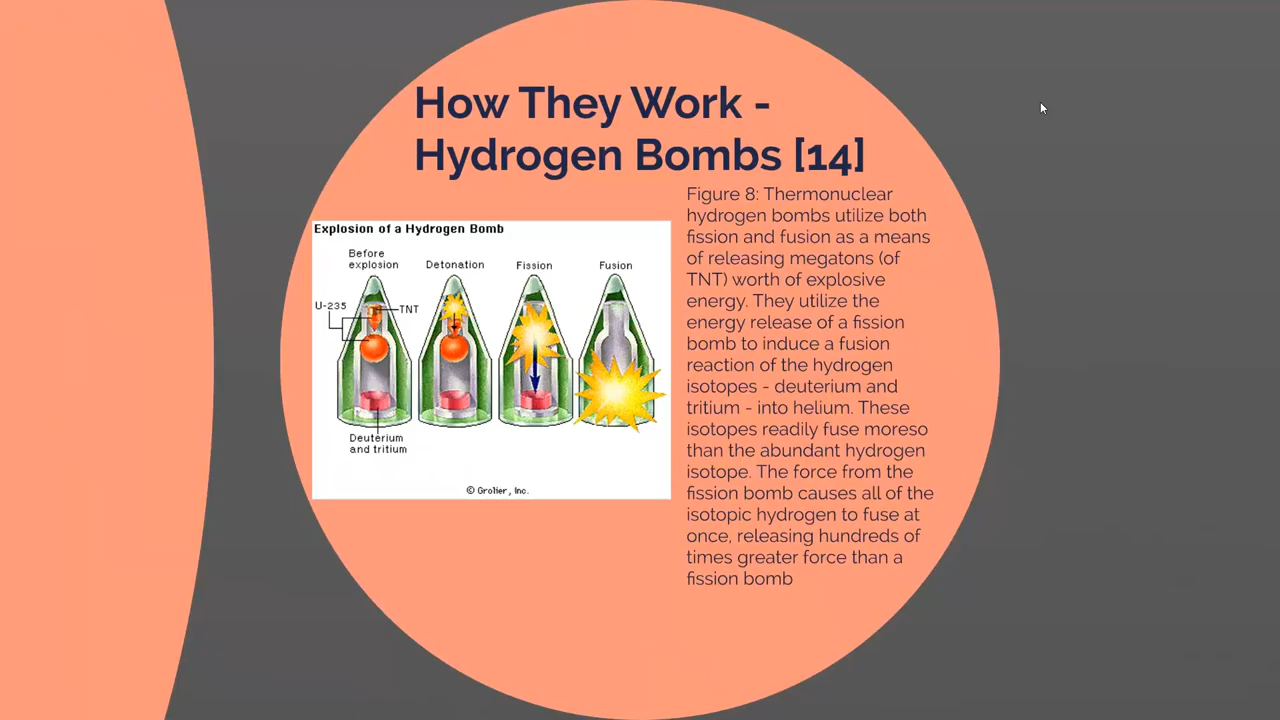 How They Work -
Hydrogen Bombs [14]
Figure 8: Thermonuclear
hydrogen bombs utilize both
fission and fusion as a means
of releasing megatons (of
TNT) worth of explosive
energy. They utilize the
energy release of a fission
bomb to induce a fusion
reaction of the hydrogen
isotopes - deuterium and
tritium - into helium. These
isotopes readily fuse moreso
than the abundant hydrogen
isotope. The force from the
fission bomb causes all of the
isotopic hydrogen to fuse at
once, releasing hundreds of
times greater force than a
fission bomb
Explosion of a Hydrogen Bomb
Before
explosion
Detonation
Fission
Fusion
U-235
TNT
Deuterium
and tritium
© Grolier, Inc.